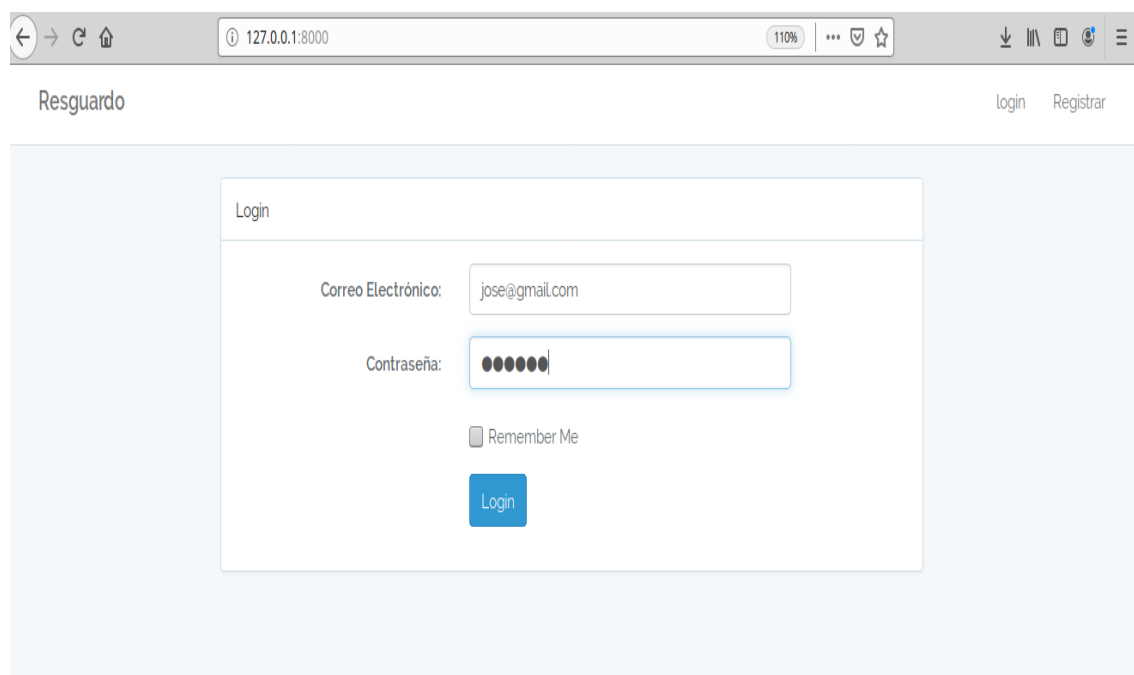 127.0.0.1:8000
110%
Resguardo
login Registrar
Login
Correo Electrónico: jose@gmail.com
Contraseña: ●●●●●●
Remember Me
Login